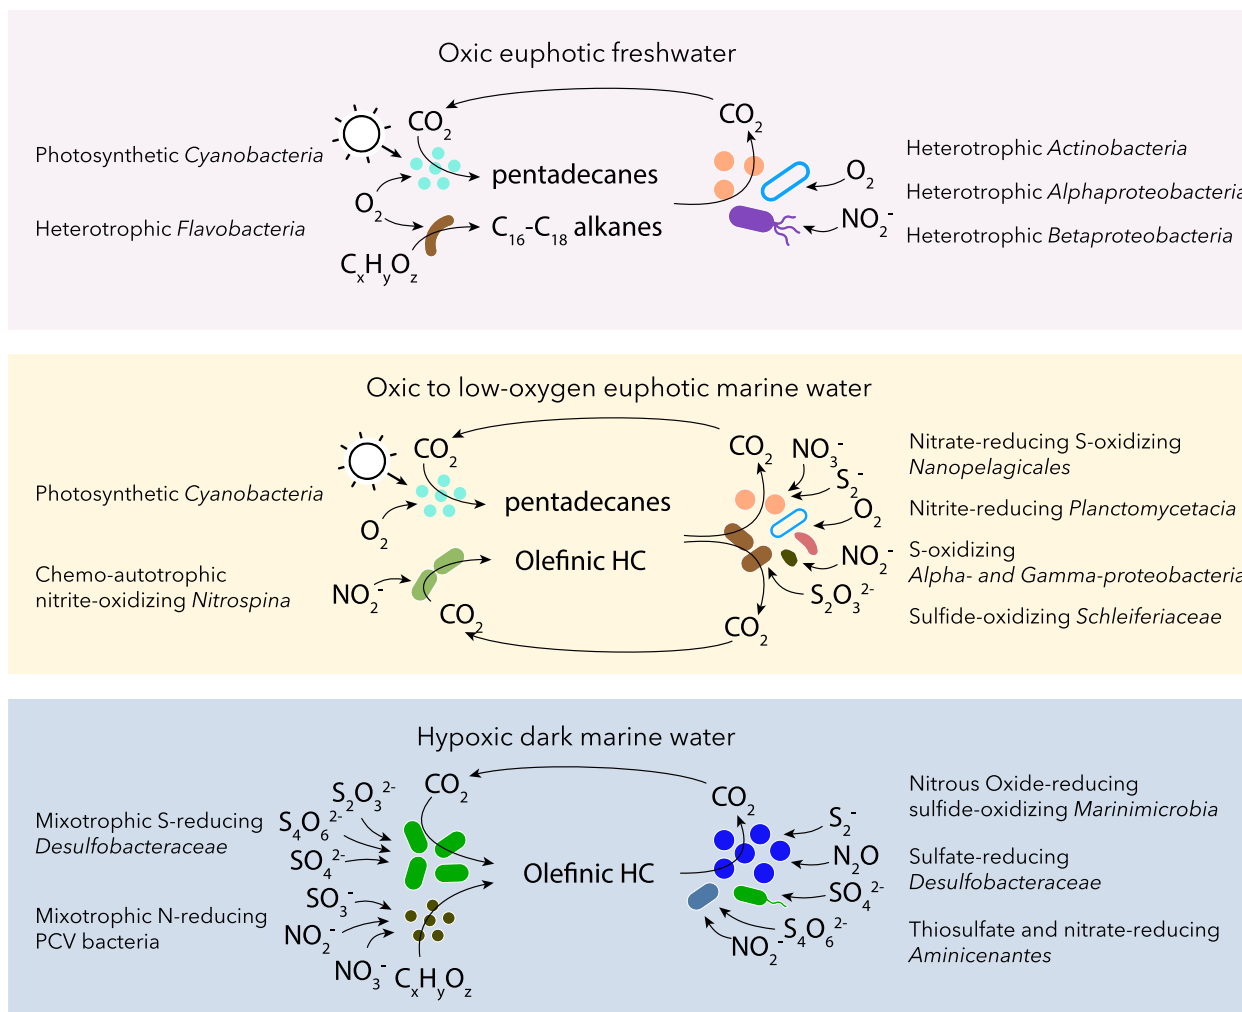 Oxic euphotic freshwater
CO₂
CO₂
Photosynthetic Cyanobacteria
pentadecanes
Heterotrophic Actinobacteria
O₂
O₂
Heterotrophic Alphaproteobacteria
NO₂⁻
Heterotrophic Flavobacteria
C₁₆-C₁₈ alkanes
Heterotrophic Betaproteobacteria
CₓHᵧO_z
Oxic to low-oxygen euphotic marine water
CO₂
CO₂
NO₃⁻
Nitrate-reducing S-oxidizing
Nanopelagicales
S₂⁻
Photosynthetic Cyanobacteria
pentadecanes
O₂
Nitrite-reducing Planctomycetacia
O₂
Olefinic HC
NO₂⁻
S-oxidizing
Alpha- and Gamma-proteobacteria
Chemo-autotrophic
nitrite-oxidizing Nitrospina
NO₂⁻
S₂O₃²⁻
CO₂
CO₂
Sulfide-oxidizing Schleiferiaceae
Hypoxic dark marine water
CO₂
CO₂
S₂O₃²⁻
Nitrous Oxide-reducing
sulfide-oxidizing Marinimicrobia
S₄O₆²⁻
S₂⁻
Mixotrophic S-reducing
Desulfobacteraceae
SO₄²⁻
N₂O
Sulfate-reducing
Desulfobacteraceae
Olefinic HC
SO₃⁻
SO₄²⁻
Mixotrophic N-reducing
PCV bacteria
NO₂⁻
S₄O₆²⁻
NO₂⁻
Thiosulfate and nitrate-reducing
Aminicenantes
NO₃⁻
CₓHᵧO_z